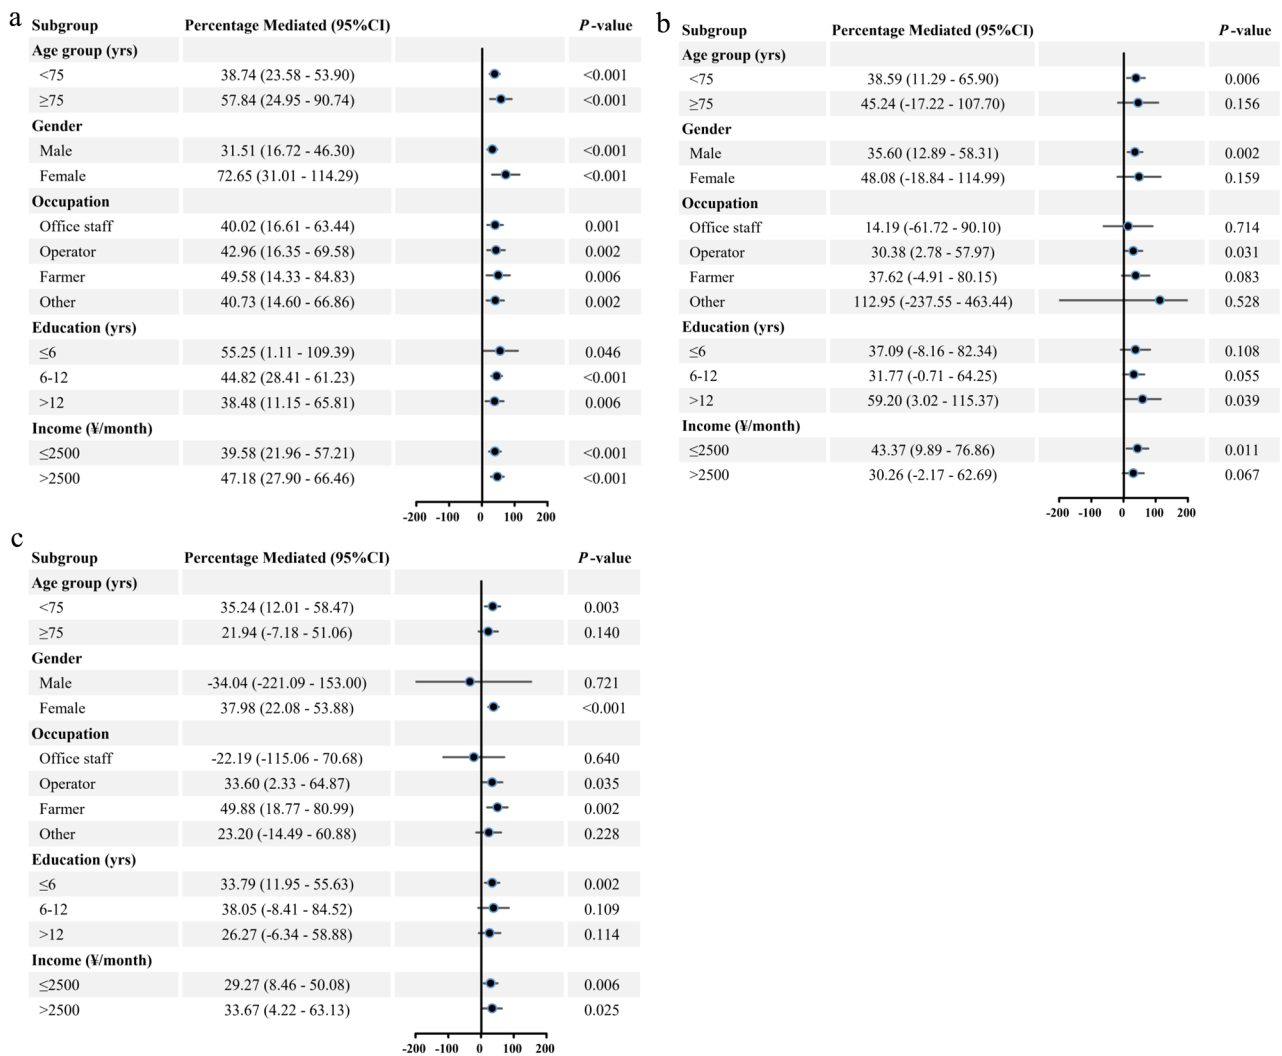 a
Subgroup Percentage Mediated (95%CI) P-value
Age group (yrs)
<75 38.74 (23.58 - 53.90) <0.001
≥75 57.84 (24.95 - 90.74) <0.001
Gender
Male 31.51 (16.72 - 46.30) <0.001
Female 72.65 (31.01 - 114.29) <0.001
Occupation
Office staff 40.02 (16.61 - 63.44) 0.001
Operator 42.96 (16.35 - 69.58) 0.002
Farmer 49.58 (14.33 - 84.83) 0.006
Other 40.73 (14.60 - 66.86) 0.002
Education (yrs)
≤6 55.25 (1.11 - 109.39) 0.046
6-12 44.82 (28.41 - 61.23) <0.001
>12 38.48 (11.15 - 65.81) 0.006
Income (¥/month)
≤2500 39.58 (21.96 - 57.21) <0.001
>2500 47.18 (27.90 - 66.46) <0.001
-200 -100 0 100 200
b
Subgroup Percentage Mediated (95%CI) P-value
Age group (yrs)
<75 38.59 (11.29 - 65.90) 0.006
≥75 45.24 (-17.22 - 107.70) 0.156
Gender
Male 35.60 (12.89 - 58.31) 0.002
Female 48.08 (-18.84 - 114.99) 0.159
Occupation
Office staff 14.19 (-61.72 - 90.10) 0.714
Operator 30.38 (2.78 - 57.97) 0.031
Farmer 37.62 (-4.91 - 80.15) 0.083
Other 112.95 (-237.55 - 463.44) 0.528
Education (yrs)
≤6 37.09 (-8.16 - 82.34) 0.108
6-12 31.77 (-0.71 - 64.25) 0.055
>12 59.20 (3.02 - 115.37) 0.039
Income (¥/month)
≤2500 43.37 (9.89 - 76.86) 0.011
>2500 30.26 (-2.17 - 62.69) 0.067
-200 -100 0 100 200
c
Subgroup Percentage Mediated (95%CI) P-value
Age group (yrs)
<75 35.24 (12.01 - 58.47) 0.003
≥75 21.94 (-7.18 - 51.06) 0.140
Gender
Male -34.04 (-221.09 - 153.00) 0.721
Female 37.98 (22.08 - 53.88) <0.001
Occupation
Office staff -22.19 (-115.06 - 70.68) 0.640
Operator 33.60 (2.33 - 64.87) 0.035
Farmer 49.88 (18.77 - 80.99) 0.002
Other 23.20 (-14.49 - 60.88) 0.228
Education (yrs)
≤6 33.79 (11.95 - 55.63) 0.002
6-12 38.05 (-8.41 - 84.52) 0.109
>12 26.27 (-6.34 - 58.88) 0.114
Income (¥/month)
≤2500 29.27 (8.46 - 50.08) 0.006
>2500 33.67 (4.22 - 63.13) 0.025
-200 -100 0 100 200